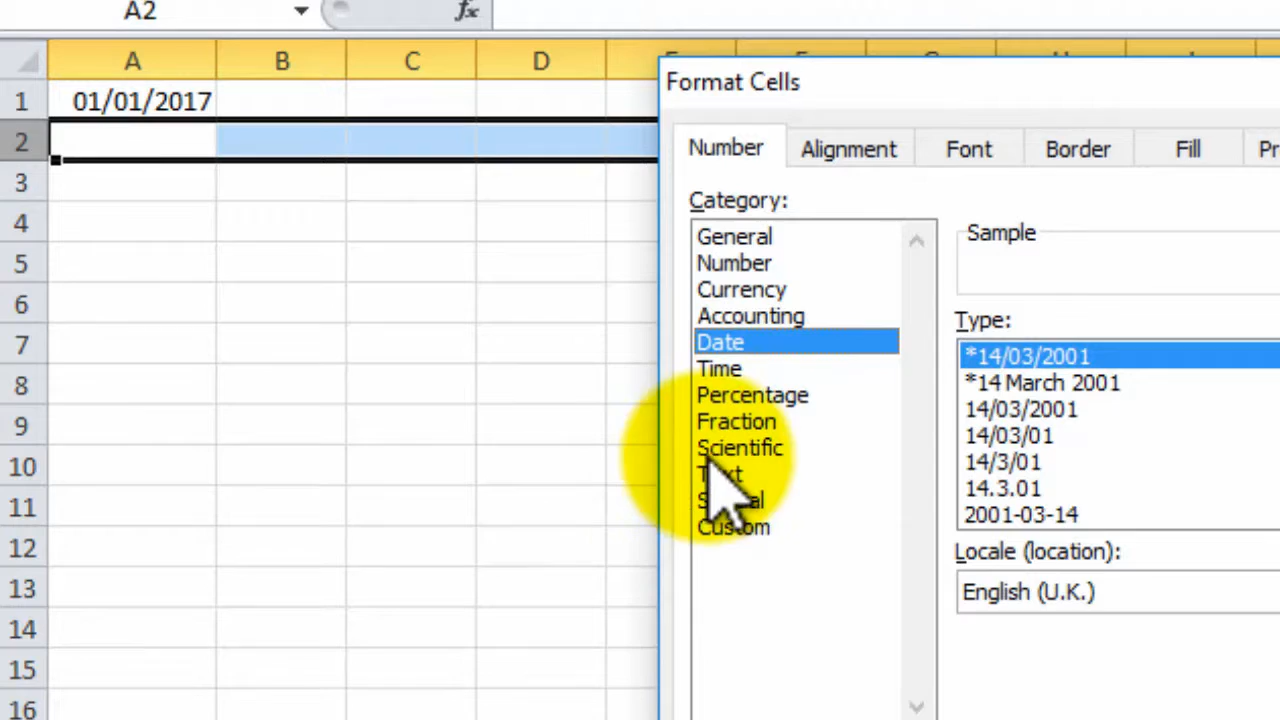 A2
fx
A B C D
1 01/01/2017
2
3
4
5
6
7
8
9
10
11
12
13
14
15
16
Format Cells
Number Alignment Font Border Fill
Category:
General
Number
Currency
Accounting
Date
Time
Percentage
Fraction
Scientific
Custom
Sample
Type:
*14/03/2001
*14 March 2001
14/03/2001
14/03/01
14/3/01
14.3.01
2001-03-14
Locale (location):
English (U.K.)